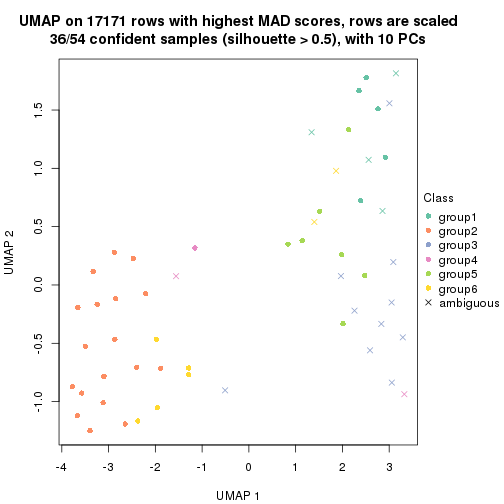 UMAP on 17171 rows with highest MAD scores, rows are scaled
36/54 confident samples (silhouette > 0.5), with 10 PCs
1.5
1.0
0.5
0.0
-0.5
-1.0
UMAP 2
-4 -3 -2 -1 0 1 2 3
UMAP 1
Class
group1
group2
group3
group4
group5
group6
ambiguous